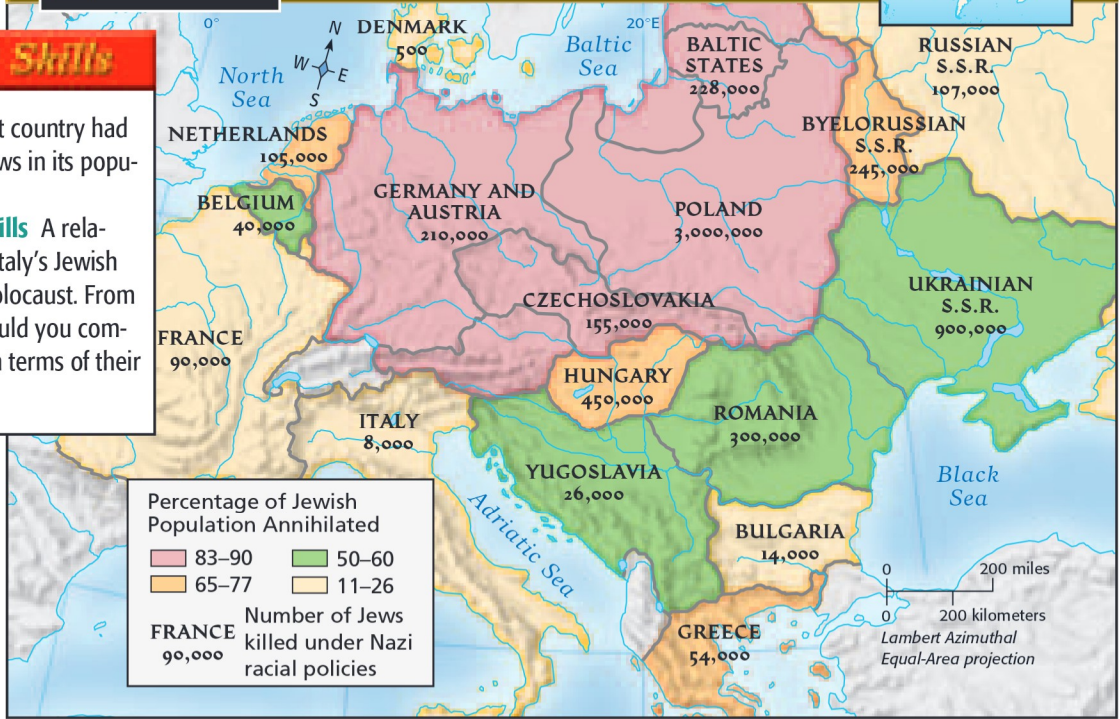 Skills
t country had
ws in its popu-
ills A rela-
taly's Jewish
olocaust. From
uld you com-
n terms of their
0°
20°E
N
W
E
S
North
Sea
Baltic
Sea
DENMARK
500
BALTIC
STATES
228,000
RUSSIAN
S.S.R.
107,000
NETHERLANDS
105,000
BYELORUSSIAN
S.S.R.
245,000
BELGIUM
40,000
GERMANY AND
AUSTRIA
210,000
POLAND
3,000,000
CZECHOSLOVAKIA
155,000
UKRAINIAN
S.S.R.
900,000
FRANCE
90,000
HUNGARY
450,000
ITALY
8,000
ROMANIA
300,000
YUGOSLAVIA
26,000
Adriatic Sea
Black
Sea
BULGARIA
14,000
GREECE
54,000
Percentage of Jewish
Population Annihilated
83–90
50–60
65–77
11–26
FRANCE
90,000
Number of Jews
killed under Nazi
racial policies
0
200 miles
0
200 kilometers
Lambert Azimuthal
Equal-Area projection